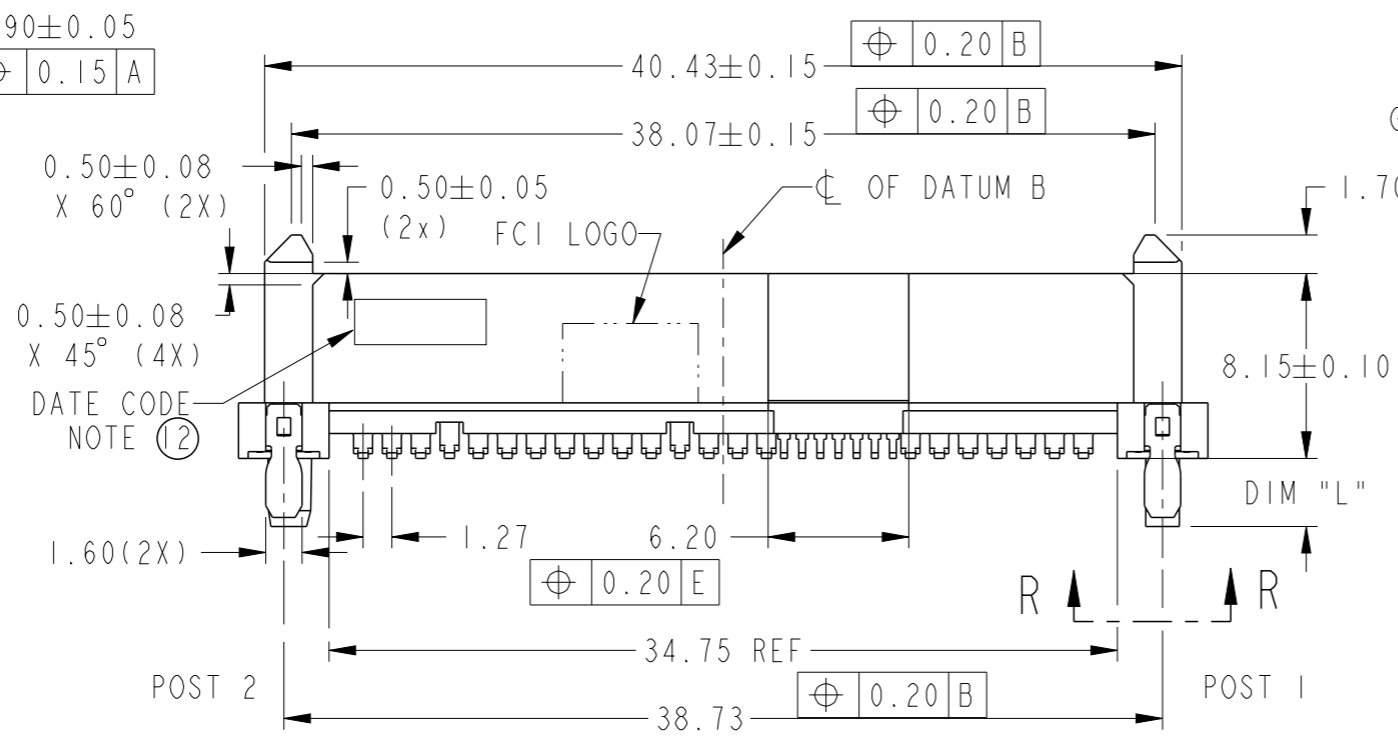 90±0.05
⌖ 0.15 A
⌖ 0.20 B
40.43±0.15
⌖ 0.20 B
38.07±0.15
0.50±0.08
X 60° (2X)
0.50±0.05
(2x)
FCI LOGO
℄ OF DATUM B
1.70
0.50±0.08
X 45° (4X)
8.15±0.10
DATE CODE
NOTE 12
DIM "L"
1.60(2X)
1.27
6.20
⌖ 0.20 E
R R
34.75 REF
POST 2
⌖ 0.20 B
POST 1
38.73